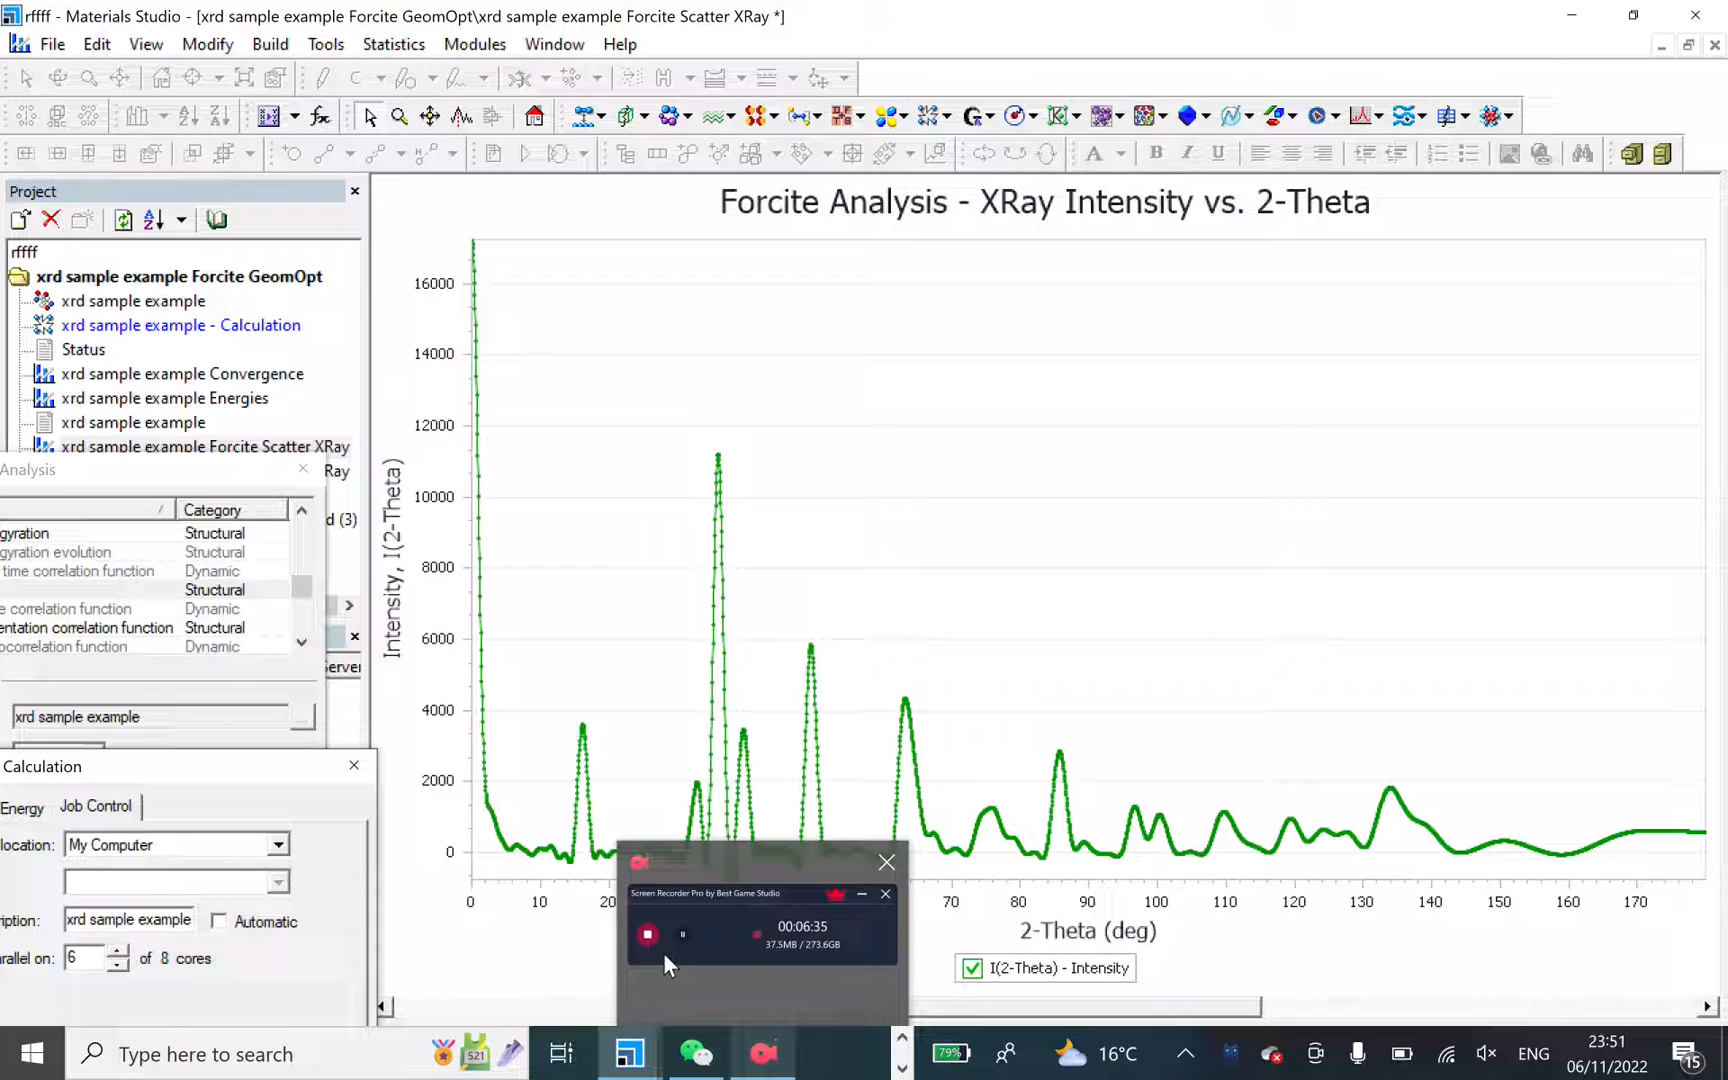 rffff - Materials Studio - [xrd sample example Forcite GeomOpt\xrd sample example Forcite Scatter XRay *]
File Edit View Modify Build Tools Statistics Modules Window Help
Project
rffff
xrd sample example Forcite GeomOpt
xrd sample example
xrd sample example - Calculation
Status
xrd sample example Convergence
xrd sample example Energies
xrd sample example
xrd sample example Forcite Scatter XRay
Ray
d (3)
Server
Analysis
Category
gyration Structural
gyration evolution Structural
time correlation function Dynamic
Structural
e correlation function Dynamic
entation correlation function Structural
ocorrelation function Dynamic
xrd sample example
Calculation
Energy Job Control
location: My Computer
ription: xrd sample example Automatic
arallel on: 6 of 8 cores
Forcite Analysis - XRay Intensity vs. 2-Theta
Intensity, I(2-Theta)
16000
14000
12000
10000
8000
6000
4000
2000
0
0 10 20 70 80 90 100 110 120 130 140 150 160 170
2-Theta (deg)
I(2-Theta) - Intensity
Screen Recorder Pro by Best Game Studio
00:06:35
37.5MB / 273.6GB
Type here to search
521
79%
16°C
ENG
23:51
06/11/2022
15